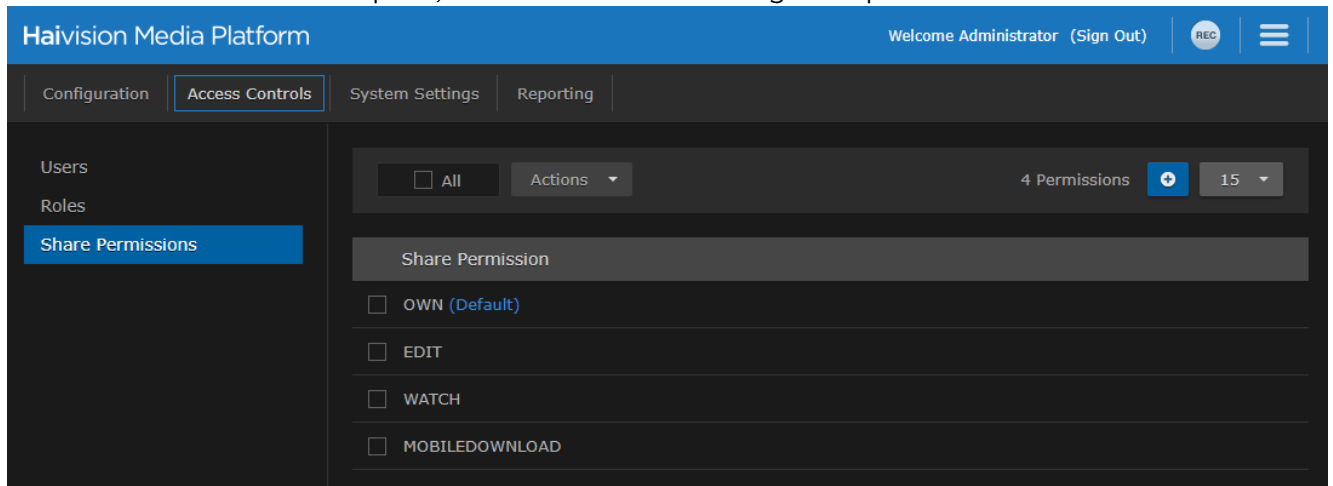 Haivision Media Platform
Welcome Administrator (Sign Out)
REC
Configuration
Access Controls
System Settings
Reporting
Users
Roles
Share Permissions
All
Actions
4 Permissions
15
Share Permission
OWN (Default)
EDIT
WATCH
MOBILEDOWNLOAD